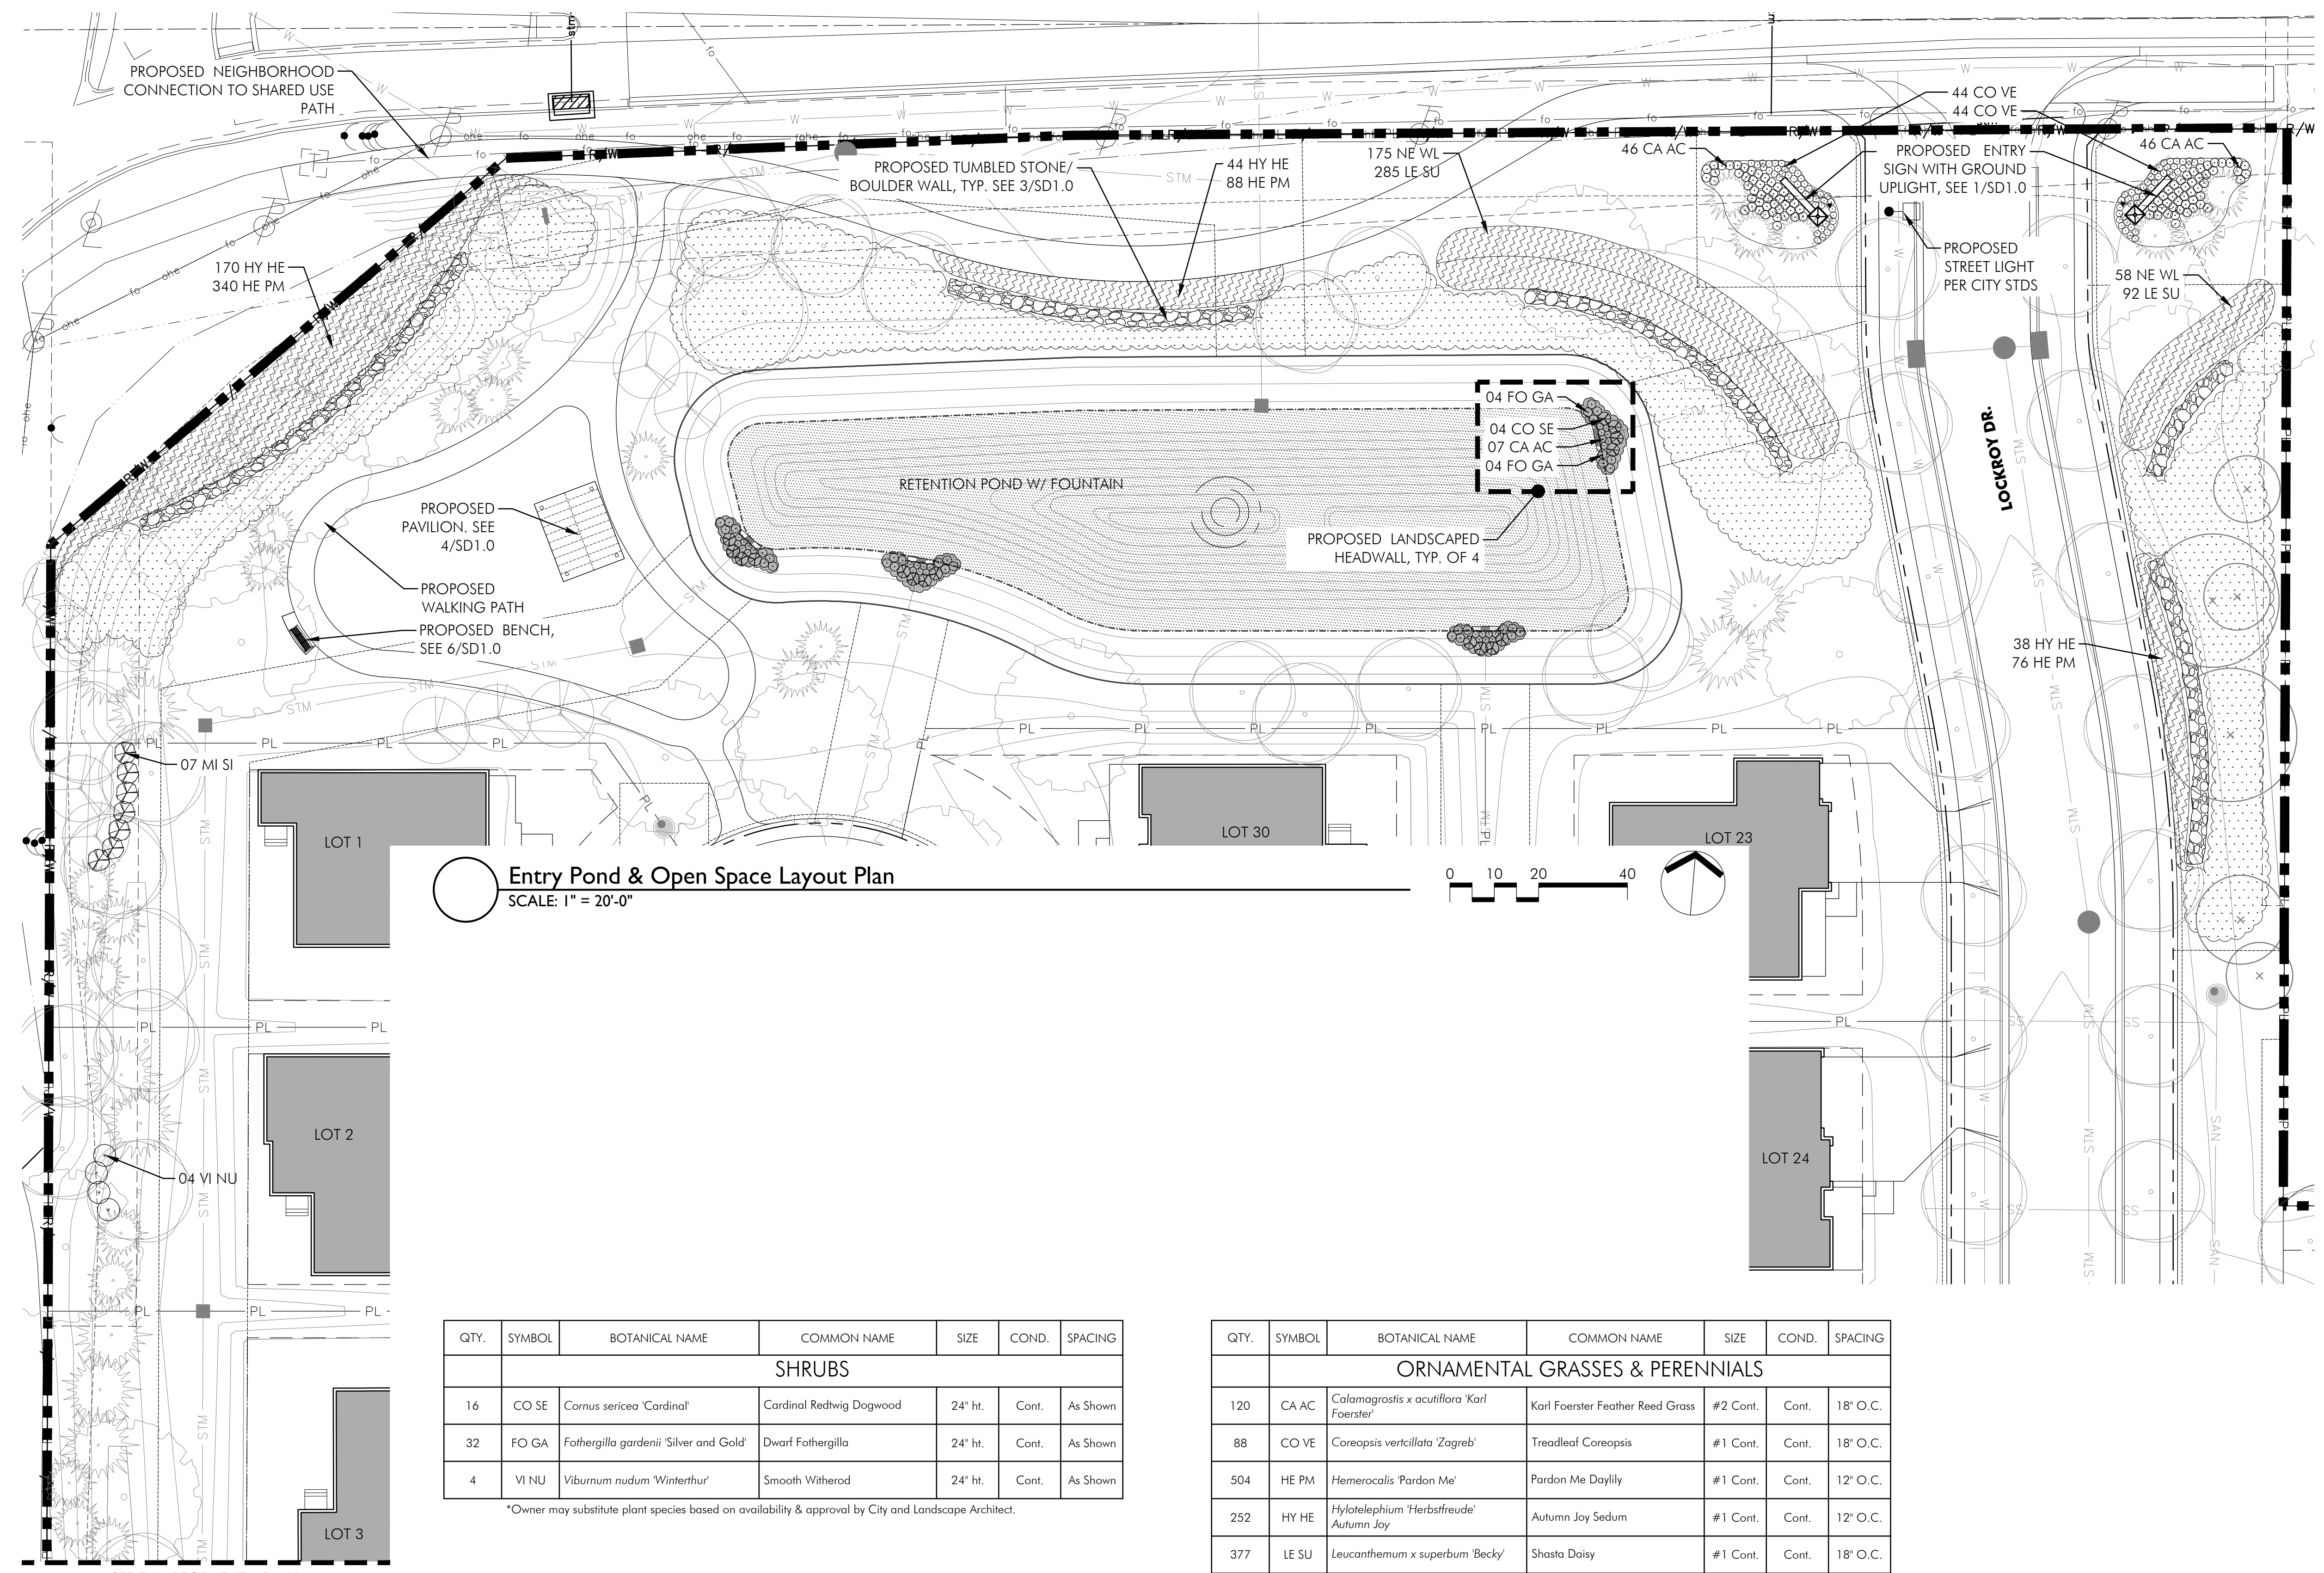 PROPOSED NEIGHBORHOOD
CONNECTION TO SHARED USE
PATH
44 CO VE
44 CO VE
46 CA AC
46 CA AC
PROPOSED ENTRY
SIGN WITH GROUND
UPLIGHT, SEE 1/SD1.0
PROPOSED TUMBLED STONE/
BOULDER WALL, TYP. SEE 3/SD1.0
44 HY HE
88 HE PM
175 NE WL
285 LE SU
170 HY HE
340 HE PM
PROPOSED
STREET LIGHT
PER CITY STDS
58 NE WL
92 LE SU
04 FO GA
04 CO SE
07 CA AC
04 FO GA
LOCKROY DR.
RETENTION POND W/ FOUNTAIN
PROPOSED
PAVILION. SEE
4/SD1.0
PROPOSED LANDSCAPED
HEADWALL, TYP. OF 4
PROPOSED
WALKING PATH
PROPOSED BENCH,
SEE 6/SD1.0
38 HY HE
76 HE PM
07 MI SI
LOT 1
LOT 30
LOT 23
Entry Pond & Open Space Layout Plan
SCALE: 1" = 20'-0"
0 10 20 40
LOT 2
LOT 24
04 VI NU
LOT 3
QTY. SYMBOL BOTANICAL NAME COMMON NAME SIZE COND. SPACING
SHRUBS
16 CO SE Cornus sericea 'Cardinal' Cardinal Redtwig Dogwood 24" ht. Cont. As Shown
32 FO GA Fothergilla gardenii 'Silver and Gold' Dwarf Fothergilla 24" ht. Cont. As Shown
4 VI NU Viburnum nudum 'Winterthur' Smooth Witherod 24" ht. Cont. As Shown
*Owner may substitute plant species based on availability & approval by City and Landscape Architect.
QTY. SYMBOL BOTANICAL NAME COMMON NAME SIZE COND. SPACING
ORNAMENTAL GRASSES & PERENNIALS
120 CA AC Calamagrostis x acutiflora 'Karl Foerster' Karl Foerster Feather Reed Grass #2 Cont. Cont. 18" O.C.
88 CO VE Coreopsis vertcillata 'Zagreb' Treadleaf Coreopsis #1 Cont. Cont. 18" O.C.
504 HE PM Hemerocalis 'Pardon Me' Pardon Me Daylily #1 Cont. Cont. 12" O.C.
252 HY HE Hylotelephium 'Herbstfreude' Autumn Joy Autumn Joy Sedum #1 Cont. Cont. 12" O.C.
377 LE SU Leucanthemum x superbum 'Becky' Shasta Daisy #1 Cont. Cont. 18" O.C.